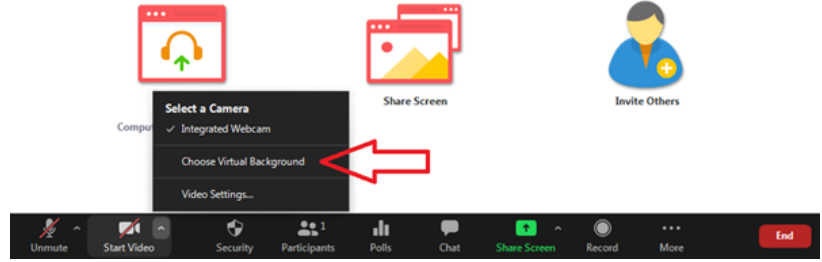 Share Screen
Invite Others
Compu
Select a Camera
✓ Integrated Webcam
Choose Virtual Background
Video Settings...
Unmute
Start Video
Security
Participants
1
Polls
Chat
Share Screen
Record
More
End